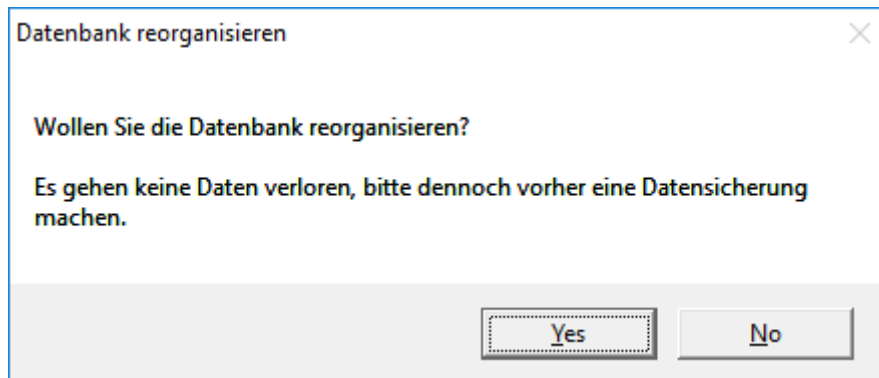 Datenbank reorganisieren
Wollen Sie die Datenbank reorganisieren?
Es gehen keine Daten verloren, bitte dennoch vorher eine Datensicherung
machen.
Yes
No